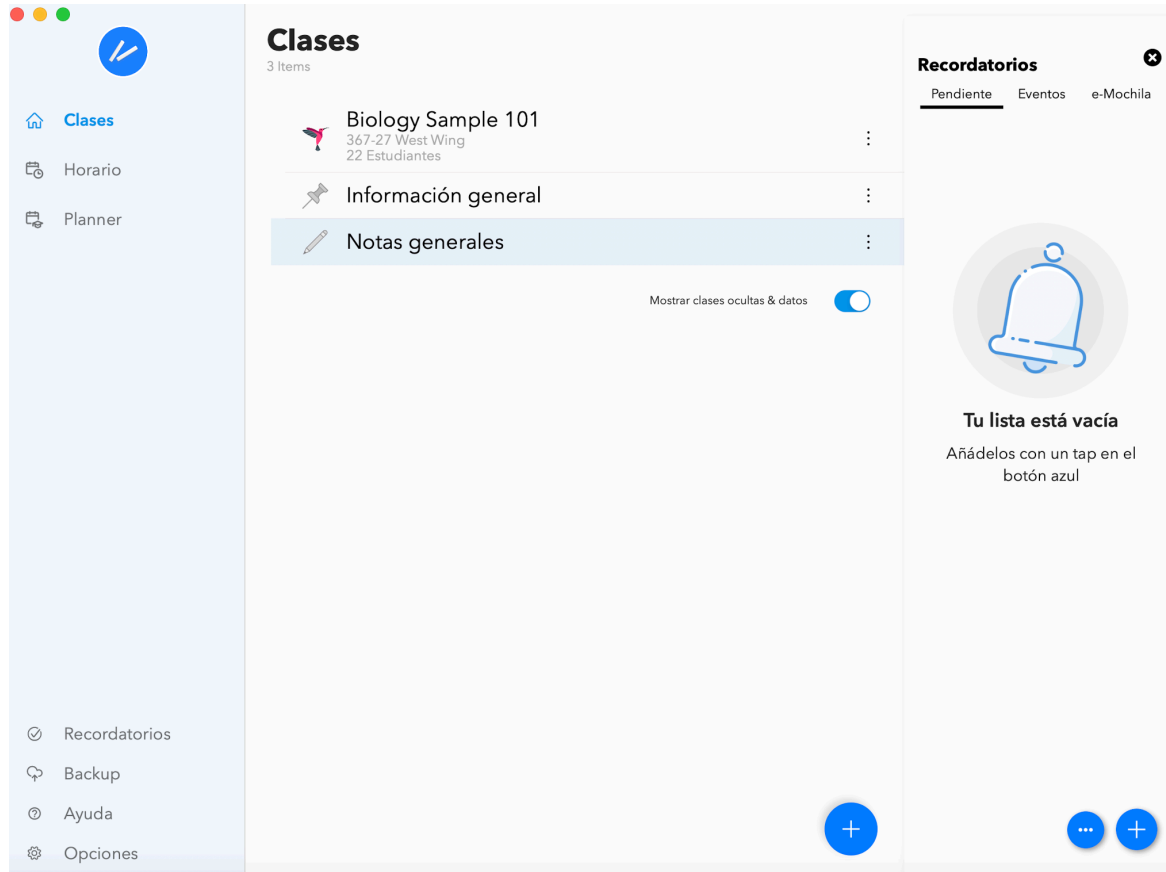 Clases
Horario
Planner
Recordatorios
Backup
Ayuda
Opciones
Clases
3 Items
Biology Sample 101
367-27 West Wing
22 Estudiantes
Información general
Notas generales
Mostrar clases ocultas & datos
Recordatorios
Pendiente Eventos e-Mochila
Tu lista está vacía
Añádelos con un tap en el
botón azul